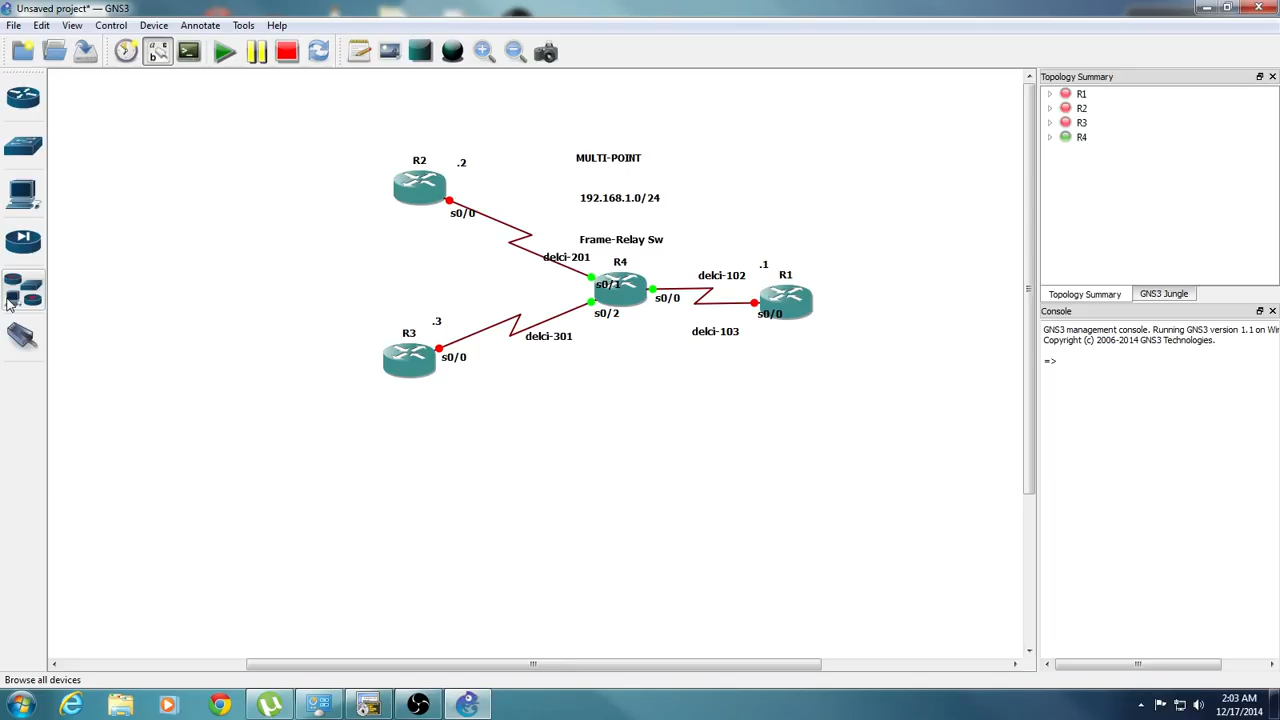 Unsaved project* — GNS3
File Edit View Control Device Annotate Tools Help
Topology Summary
R1
R2
R3
R4
Topology Summary GNS3 Jungle
Console
GNS3 management console. Running GNS3 version 1.1 on Wi
Copyright (c) 2006-2014 GNS3 Technologies.
=>
R2 .2
s0/0
MULTI-POINT
192.168.1.0/24
Frame-Relay Sw
R4
delci-201
s0/1
s0/0
s0/2
delci-102
.1
R1
s0/0
delci-103
.3
R3
s0/0
delci-301
Browse all devices
2:03 AM
12/17/2014